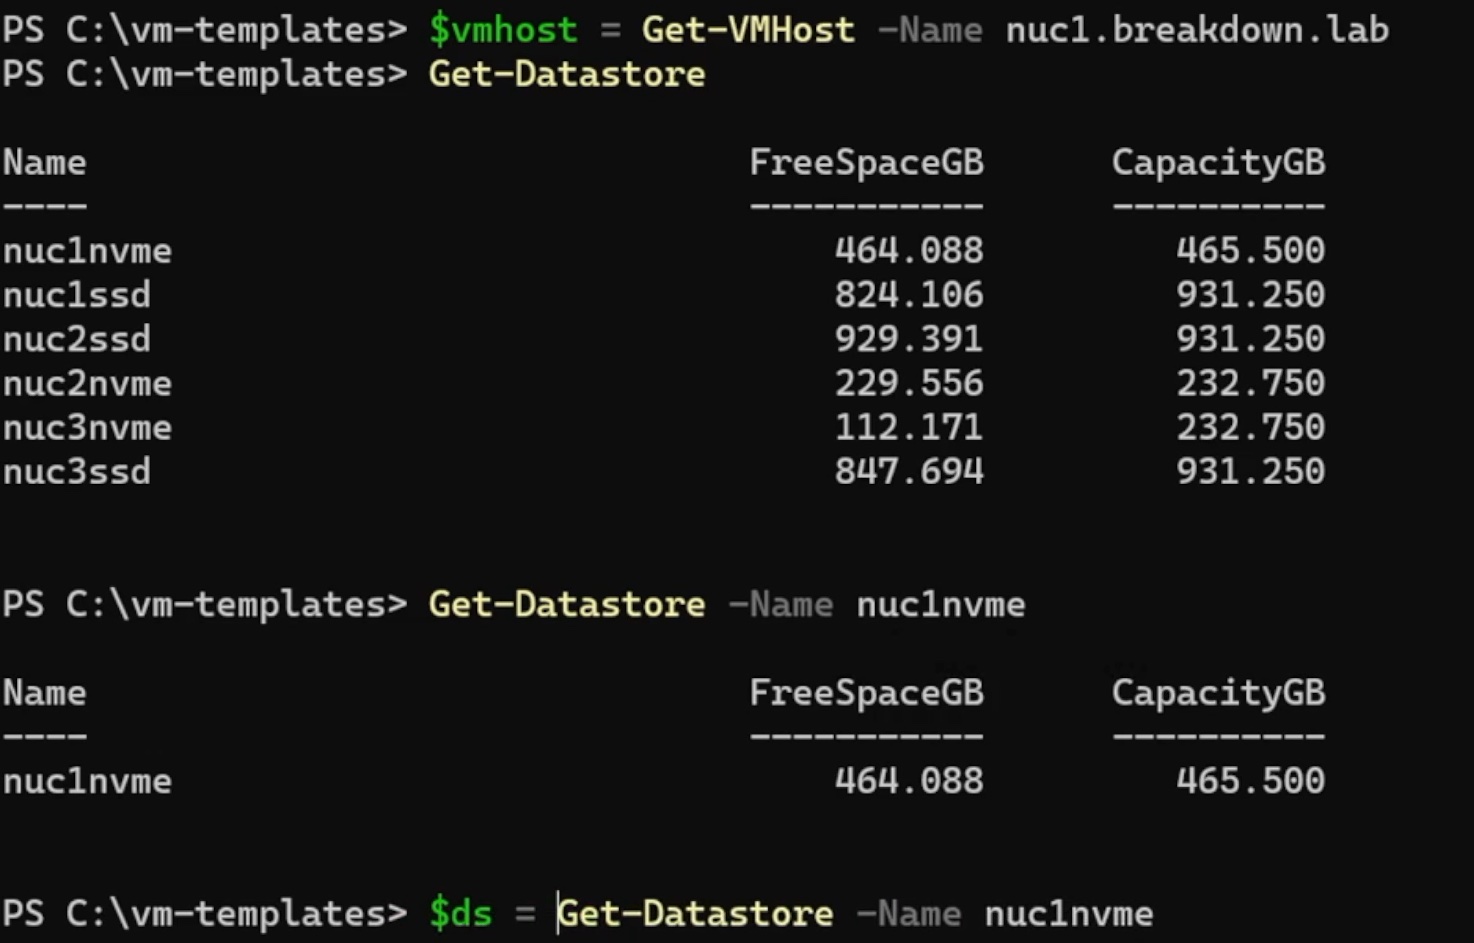 PS C:\vm-templates> $vmhost = Get-VMHost -Name nuc1.breakdown.lab
PS C:\vm-templates> Get-Datastore
Name FreeSpaceGB CapacityGB
---- ----------- ----------
nuc1nvme 464.088 465.500
nuc1ssd 824.106 931.250
nuc2ssd 929.391 931.250
nuc2nvme 229.556 232.750
nuc3nvme 112.171 232.750
nuc3ssd 847.694 931.250
PS C:\vm-templates> Get-Datastore -Name nuc1nvme
Name FreeSpaceGB CapacityGB
---- ----------- ----------
nuc1nvme 464.088 465.500
PS C:\vm-templates> $ds = Get-Datastore -Name nuc1nvme